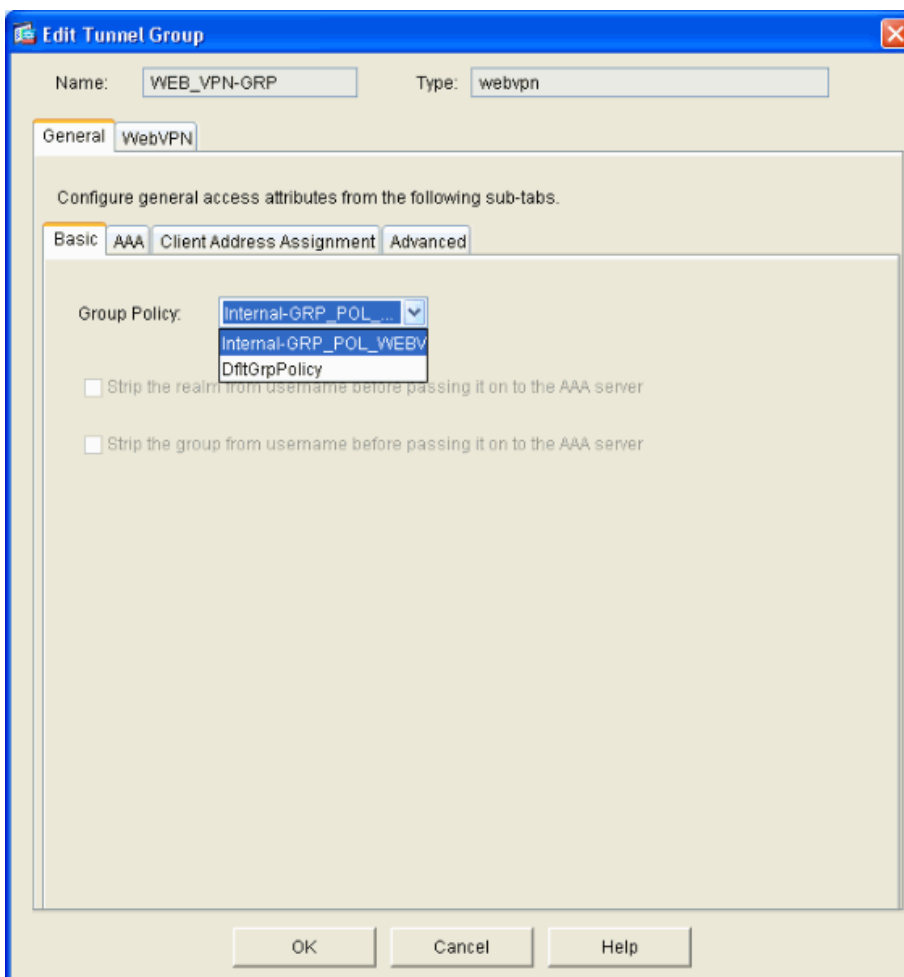 Edit Tunnel Group
Name: WEB_VPN-GRP Type: webvpn
General WebVPN
Configure general access attributes from the following sub-tabs.
Basic AAA Client Address Assignment Advanced
Group Policy: Internal-GRP_POL_...
Internal-GRP_POL_WEBV
DfltGrpPolicy
Strip the realm from username before passing it on to the AAA server
Strip the group from username before passing it on to the AAA server
OK Cancel Help